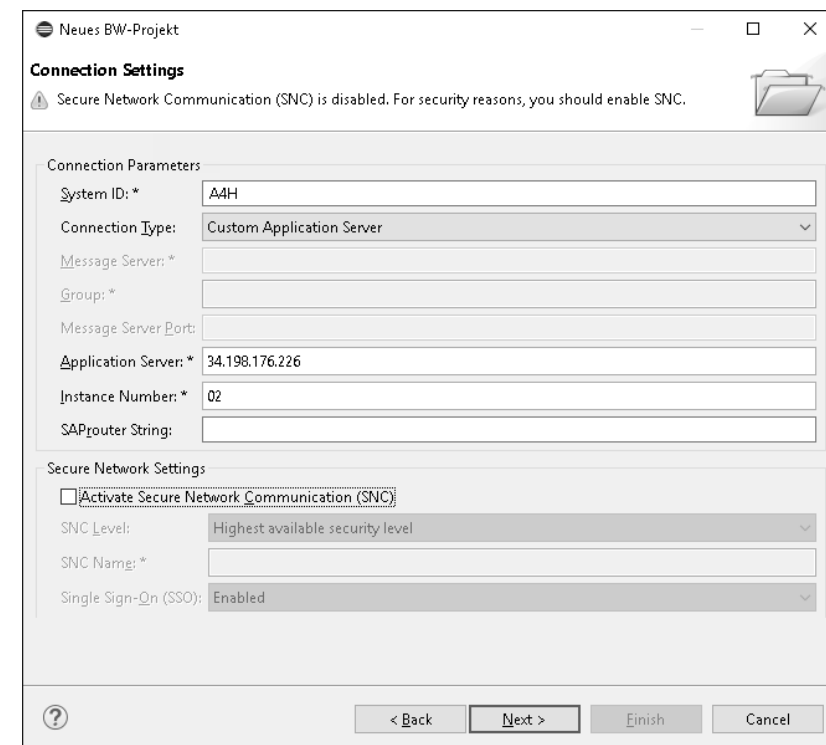 Neues BW-Projekt
Connection Settings
Secure Network Communication (SNC) is disabled. For security reasons, you should enable SNC.
Connection Parameters
System ID: * A4H
Connection Type: Custom Application Server
Message Server: *
Group: *
Message Server Port:
Application Server: * 34.198.176.226
Instance Number: * 02
SAProuter String:
Secure Network Settings
Activate Secure Network Communication (SNC)
SNC Level: Highest available security level
SNC Name: *
Single Sign-On (SSO): Enabled
? < Back Next > Finish Cancel